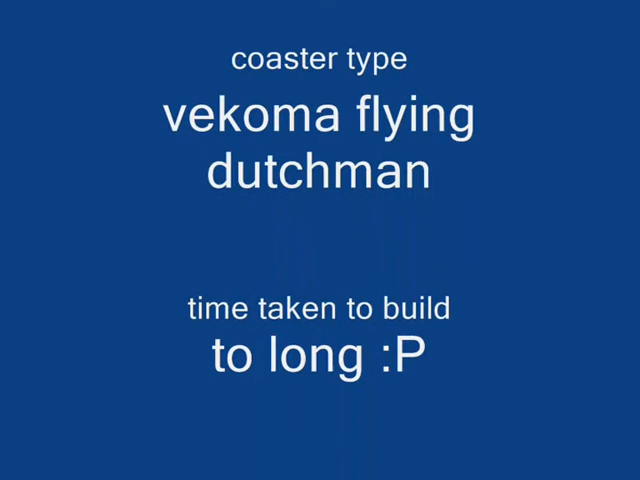 coaster type
vekoma flying
dutchman
time taken to build
to long :P